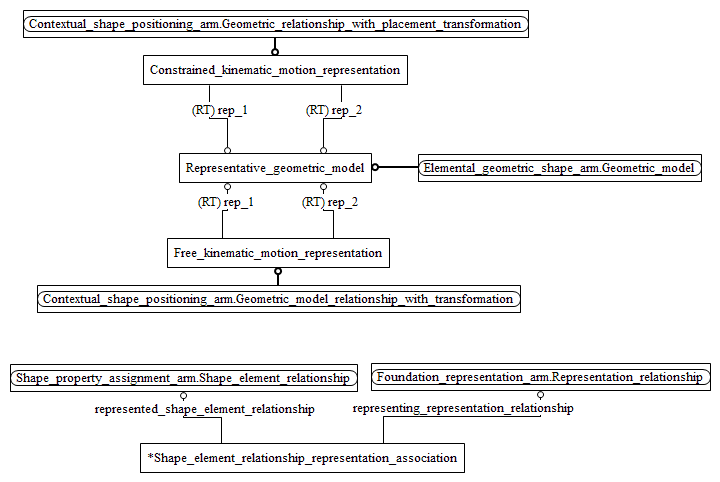 Contextual_shape_positioning_arm.Geometric_relationship_with_placement_transformation
Constrained_kinematic_motion_representation
(RT) rep_1
(RT) rep_2
Representative_geometric_model
Elemental_geometric_shape_arm.Geometric_model
(RT) rep_1
(RT) rep_2
Free_kinematic_motion_representation
Contextual_shape_positioning_arm.Geometric_model_relationship_with_transformation
Shape_property_assignment_arm.Shape_element_relationship
Foundation_representation_arm.Representation_relationship
represented_shape_element_relationship
representing_representation_relationship
*Shape_element_relationship_representation_association